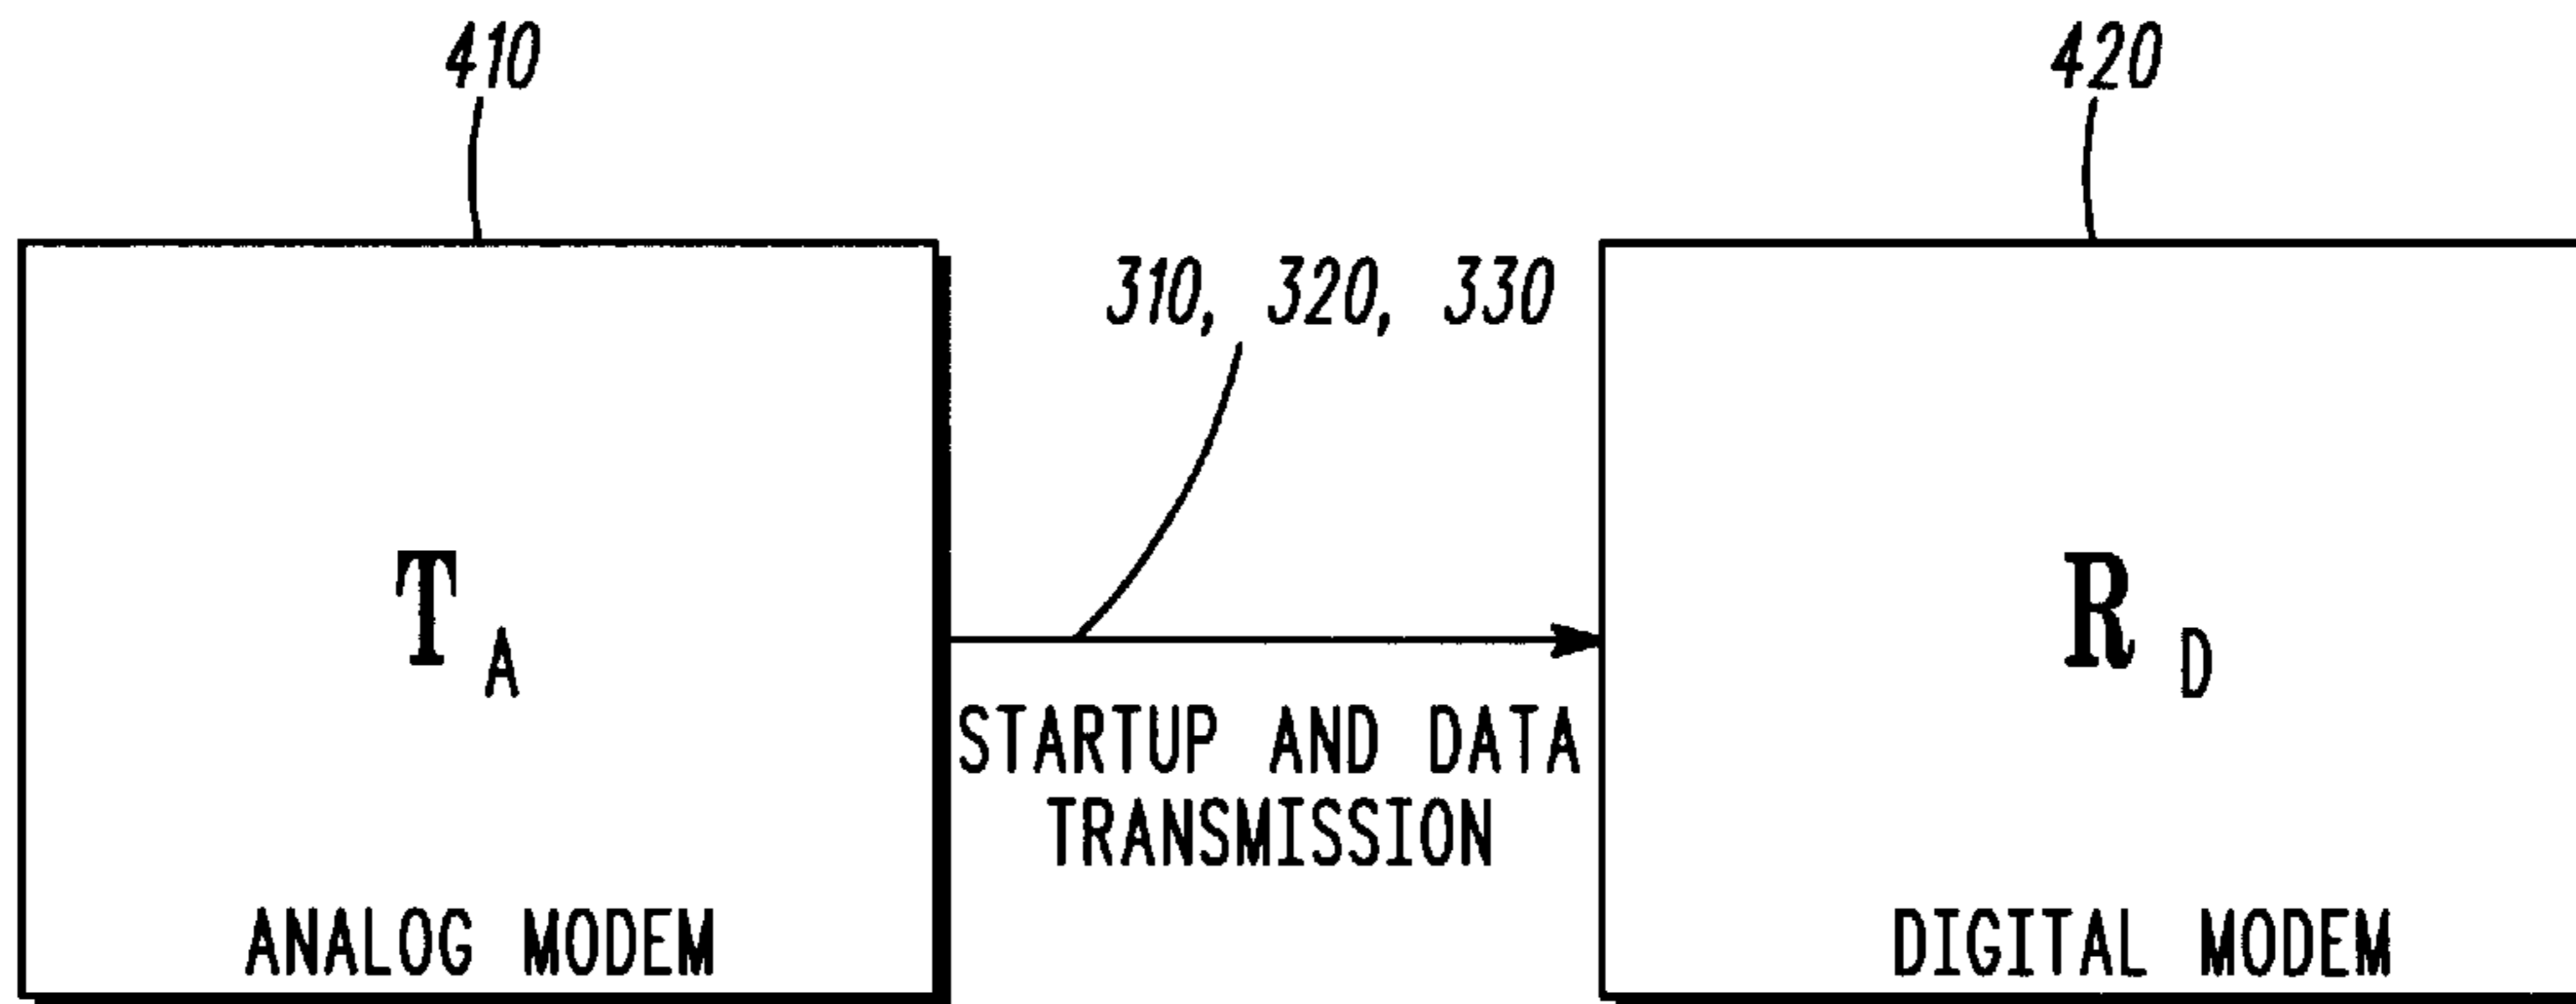 410
420
310, 320, 330
T A
R D
STARTUP AND DATA
TRANSMISSION
ANALOG MODEM
DIGITAL MODEM